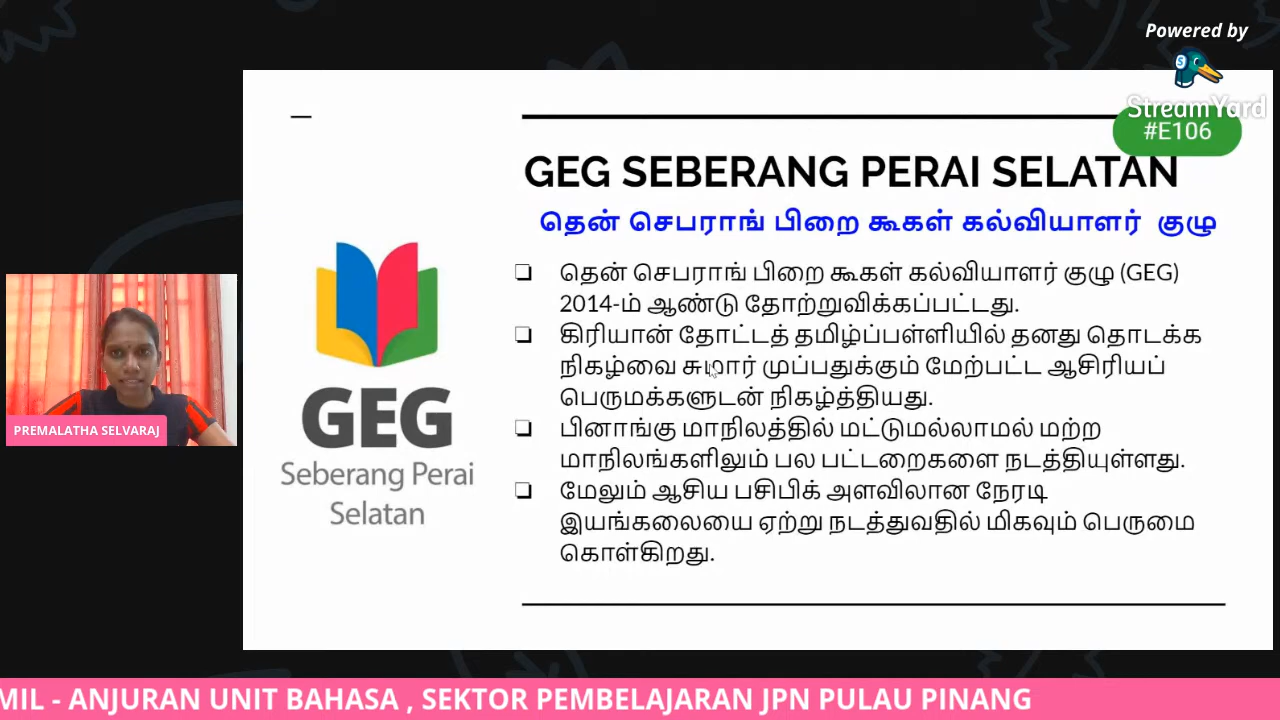 Powered by
StreamYard
#E106
GEG SEBERANG PERAI SELATAN
தென் செபராங் பிறை கூகள் கல்வியாளர் குழு
❏ தென் செபராங் பிறை கூகள் கல்வியாளர் குழு (GEG)
2014-ம் ஆண்டு தோற்றுவிக்கப்பட்டது.
❏ கிரியான் தோட்டத் தமிழ்ப்பள்ளியில் தனது தொடக்க
நிகழ்வை சுமார் முப்பதுக்கும் மேற்பட்ட ஆசிரியப்
பெருமக்களுடன் நிகழ்த்தியது.
❏ பினாங்கு மாநிலத்தில் மட்டுமல்லாமல் மற்ற
மாநிலங்களிலும் பல பட்டறைகளை நடத்தியுள்ளது.
❏ மேலும் ஆசிய பசிபிக் அளவிலான நேரடி
இயங்கலையை ஏற்று நடத்துவதில் மிகவும் பெருமை
கொள்கிறது.
GEG
Seberang Perai
Selatan
PREMALATHA SELVARAJ
MIL - ANJURAN UNIT BAHASA , SEKTOR PEMBELAJARAN JPN PULAU PINANG